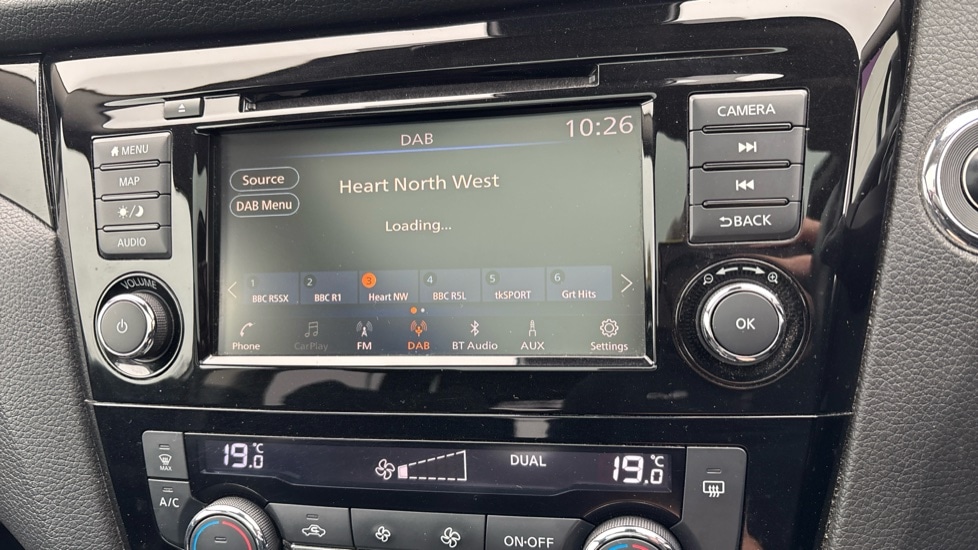 DAB
10:26
Source
Heart North West
DAB Menu
Loading...
1 2 3 4 5 6
BBC R5SX BBC R1 Heart NW BBC R5L tkSPORT Grt Hits
Phone CarPlay FM DAB BT Audio AUX Settings
MENU
MAP
AUDIO
VOLUME
CAMERA
BACK
OK
19.0 °C
DUAL
19.0 °C
MAX
A/C
ON·OFF